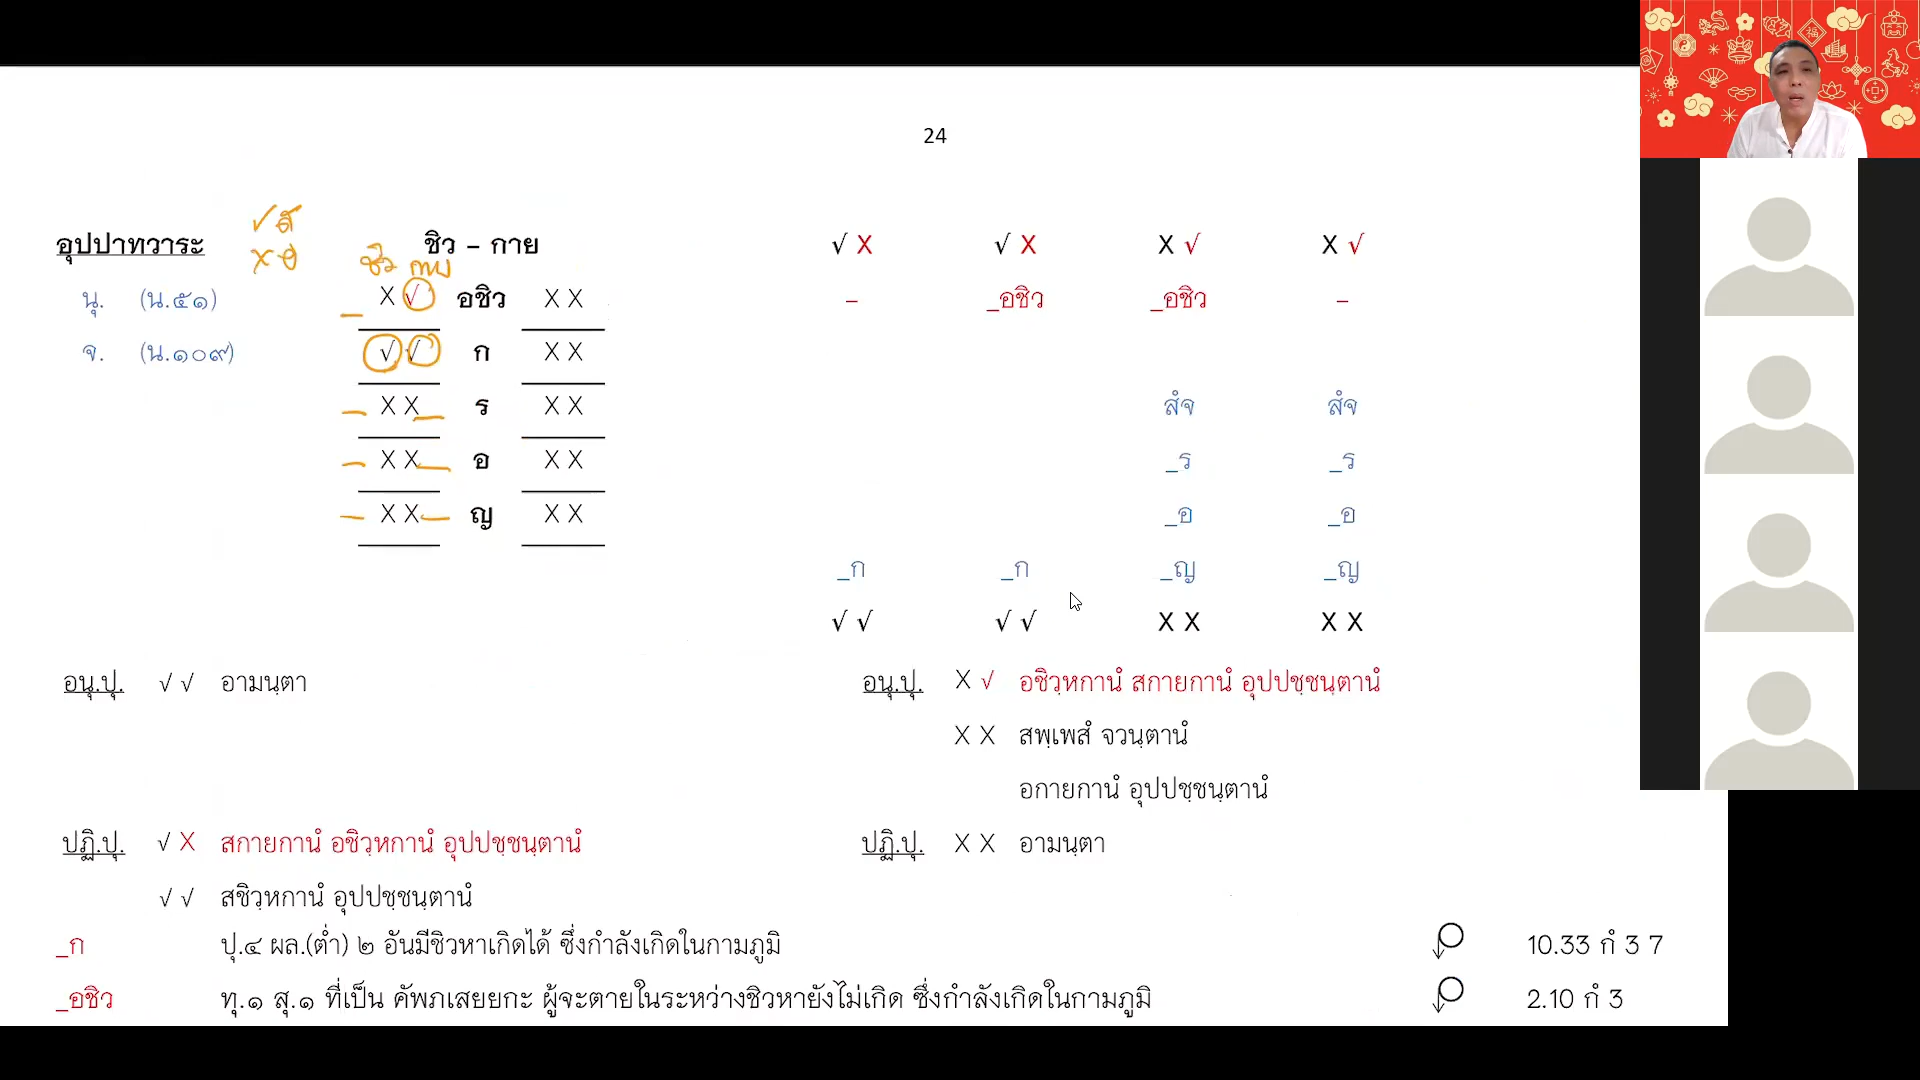 24
√ สี
X ขี
อุปปาทวาระ ชิว – กาย √ X √ X X √ X √
ชิว กาย
นุ. (น.๕๑) X √ อชิว X X – _อชิว _อชิว –
จ. (น.๑๐๙) √ √ ก X X
X X ร X X สํจ สํจ
X X อ X X _ร _ร
X X ญ X X _อ _อ
_ก _ก _ญ _ญ
√ √ √ √ X X X X
อนุ.ปุ. √ √ อามนฺตา อนุ.ปุ. X √ อชิวฺหกานํ สกายกานํ อุปปชฺชนฺตานํ
X X สพฺเพสํ จวนฺตานํ
อกายกานํ อุปปชฺชนฺตานํ
ปฏิ.ปุ. √ X สกายกานํ อชิวฺหกานํ อุปปชฺชนฺตานํ ปฏิ.ปุ. X X อามนฺตา
√ √ สชิวฺหกานํ อุปปชฺชนฺตานํ
_ก ปุ.๔ ผล.(ต่ำ) ๒ อันมีชิวหาเกิดได้ ซึ่งกำลังเกิดในกามภูมิ 10.33 กํ 3 7
_อชิว ทุ.๑ สุ.๑ ที่เป็น คัพภเสยยกะ ผู้จะตายในระหว่างชิวหายังไม่เกิด ซึ่งกำลังเกิดในกามภูมิ 2.10 กํ 3